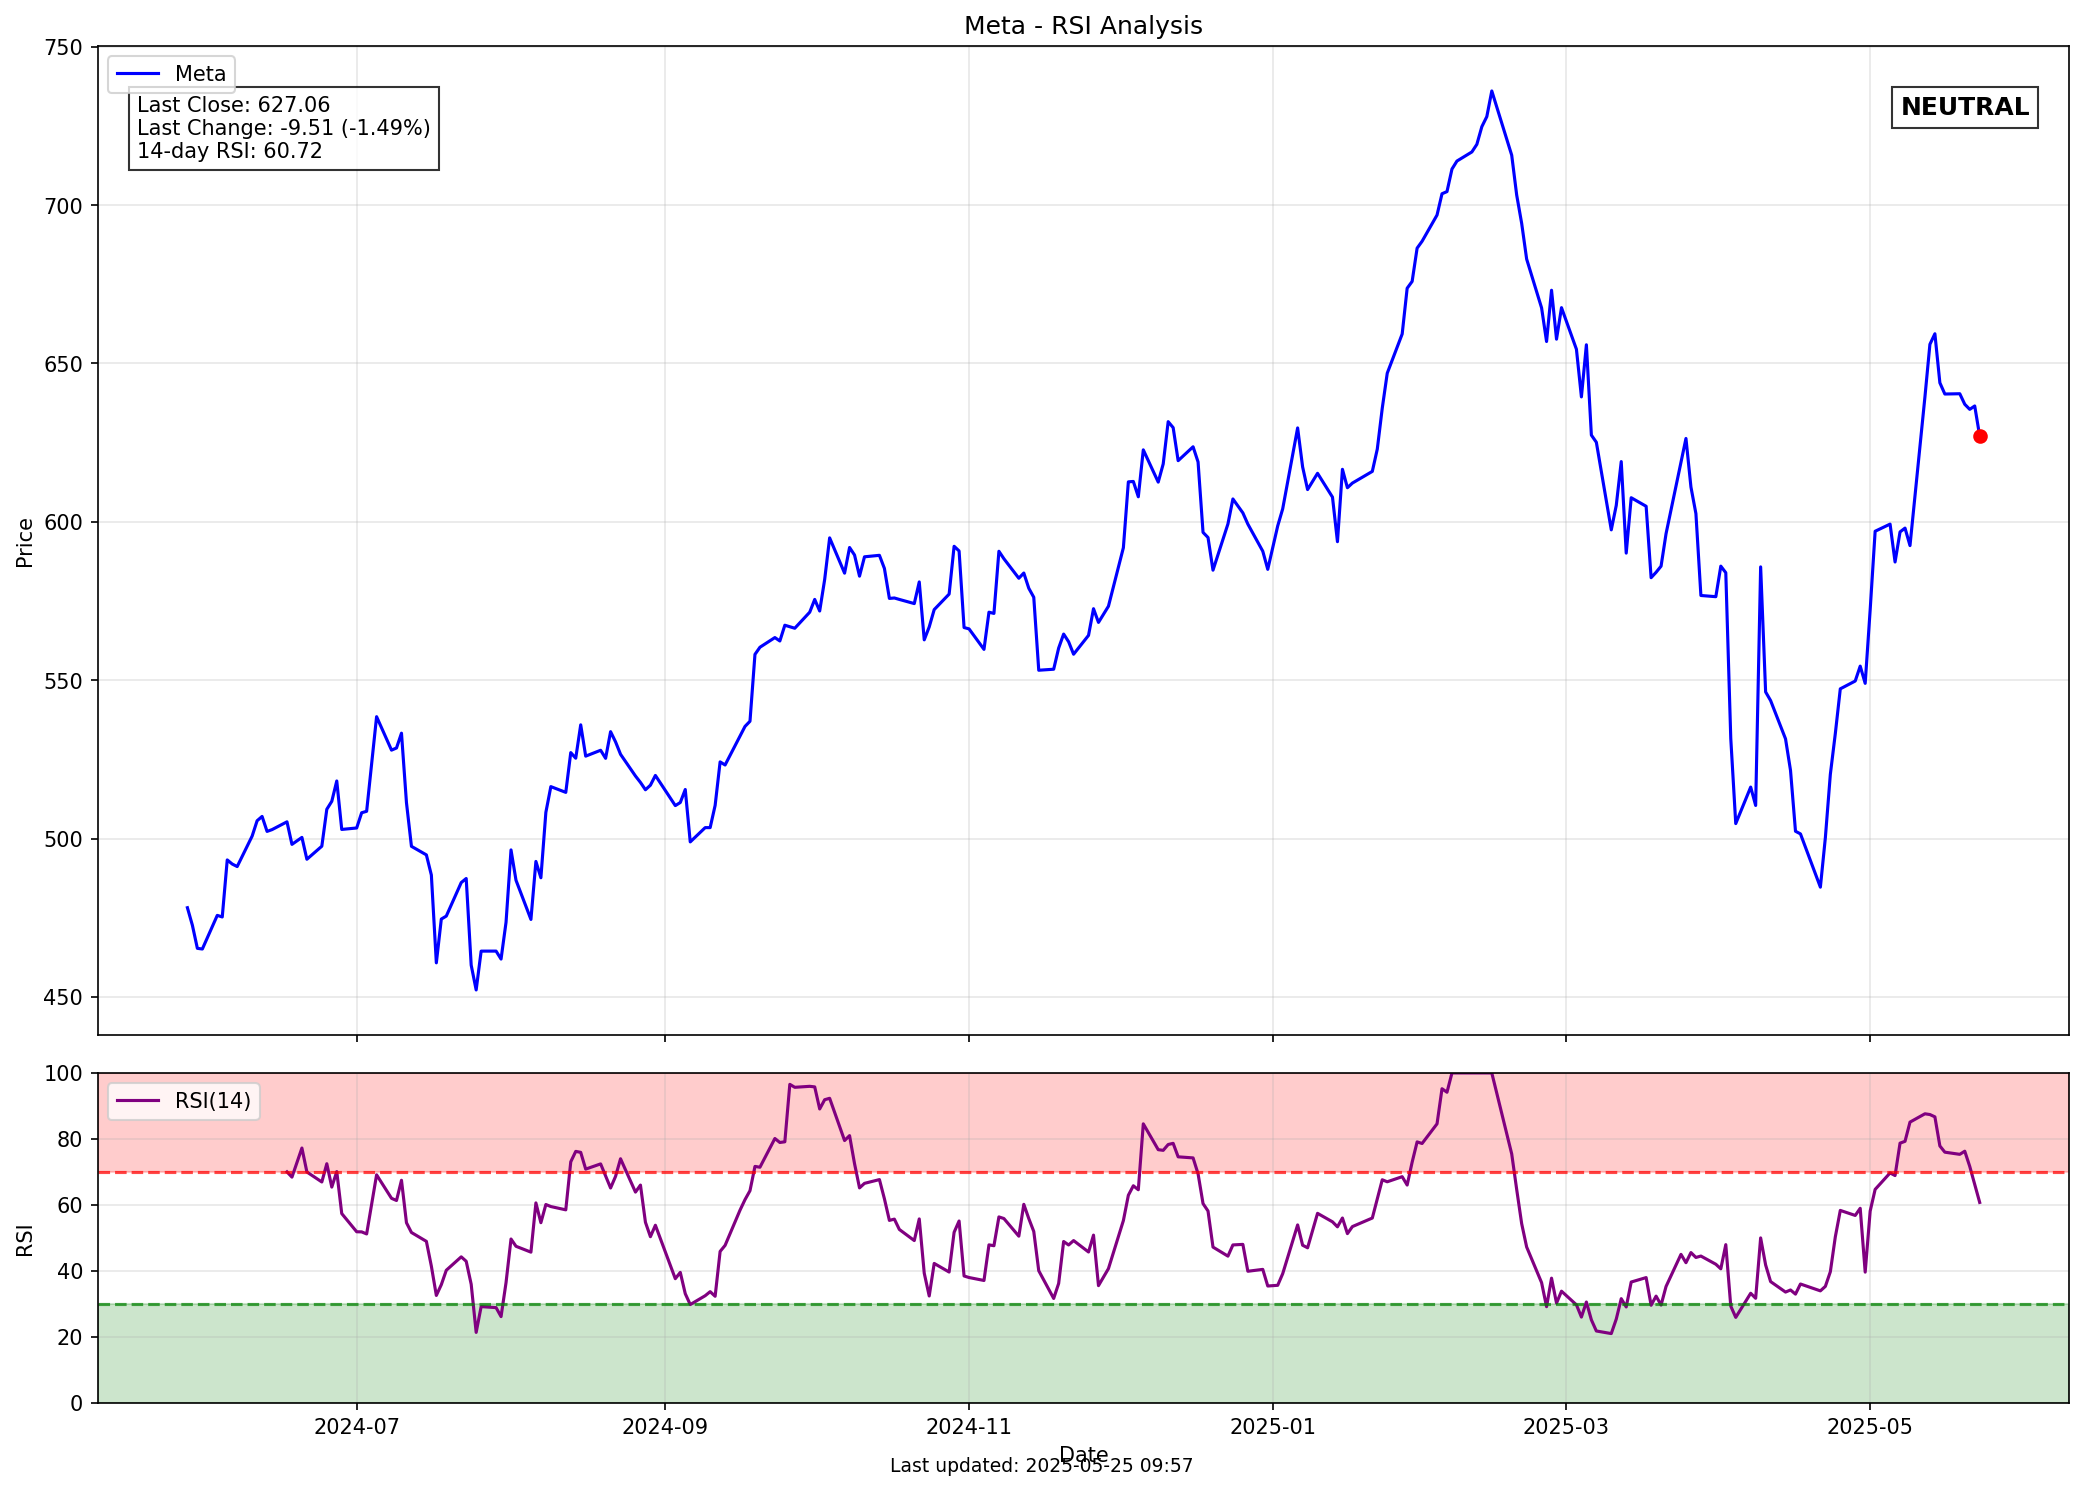 Meta - RSI Analysis
Meta
Last Close: 627.06
Last Change: -9.51 (-1.49%)
14-day RSI: 60.72
NEUTRAL
Price
750
700
650
600
550
500
450
RSI(14)
RSI
100
80
60
40
20
0
2024-07
2024-09
2024-11
2025-01
2025-03
2025-05
Date
Last updated: 2025-05-25 09:57